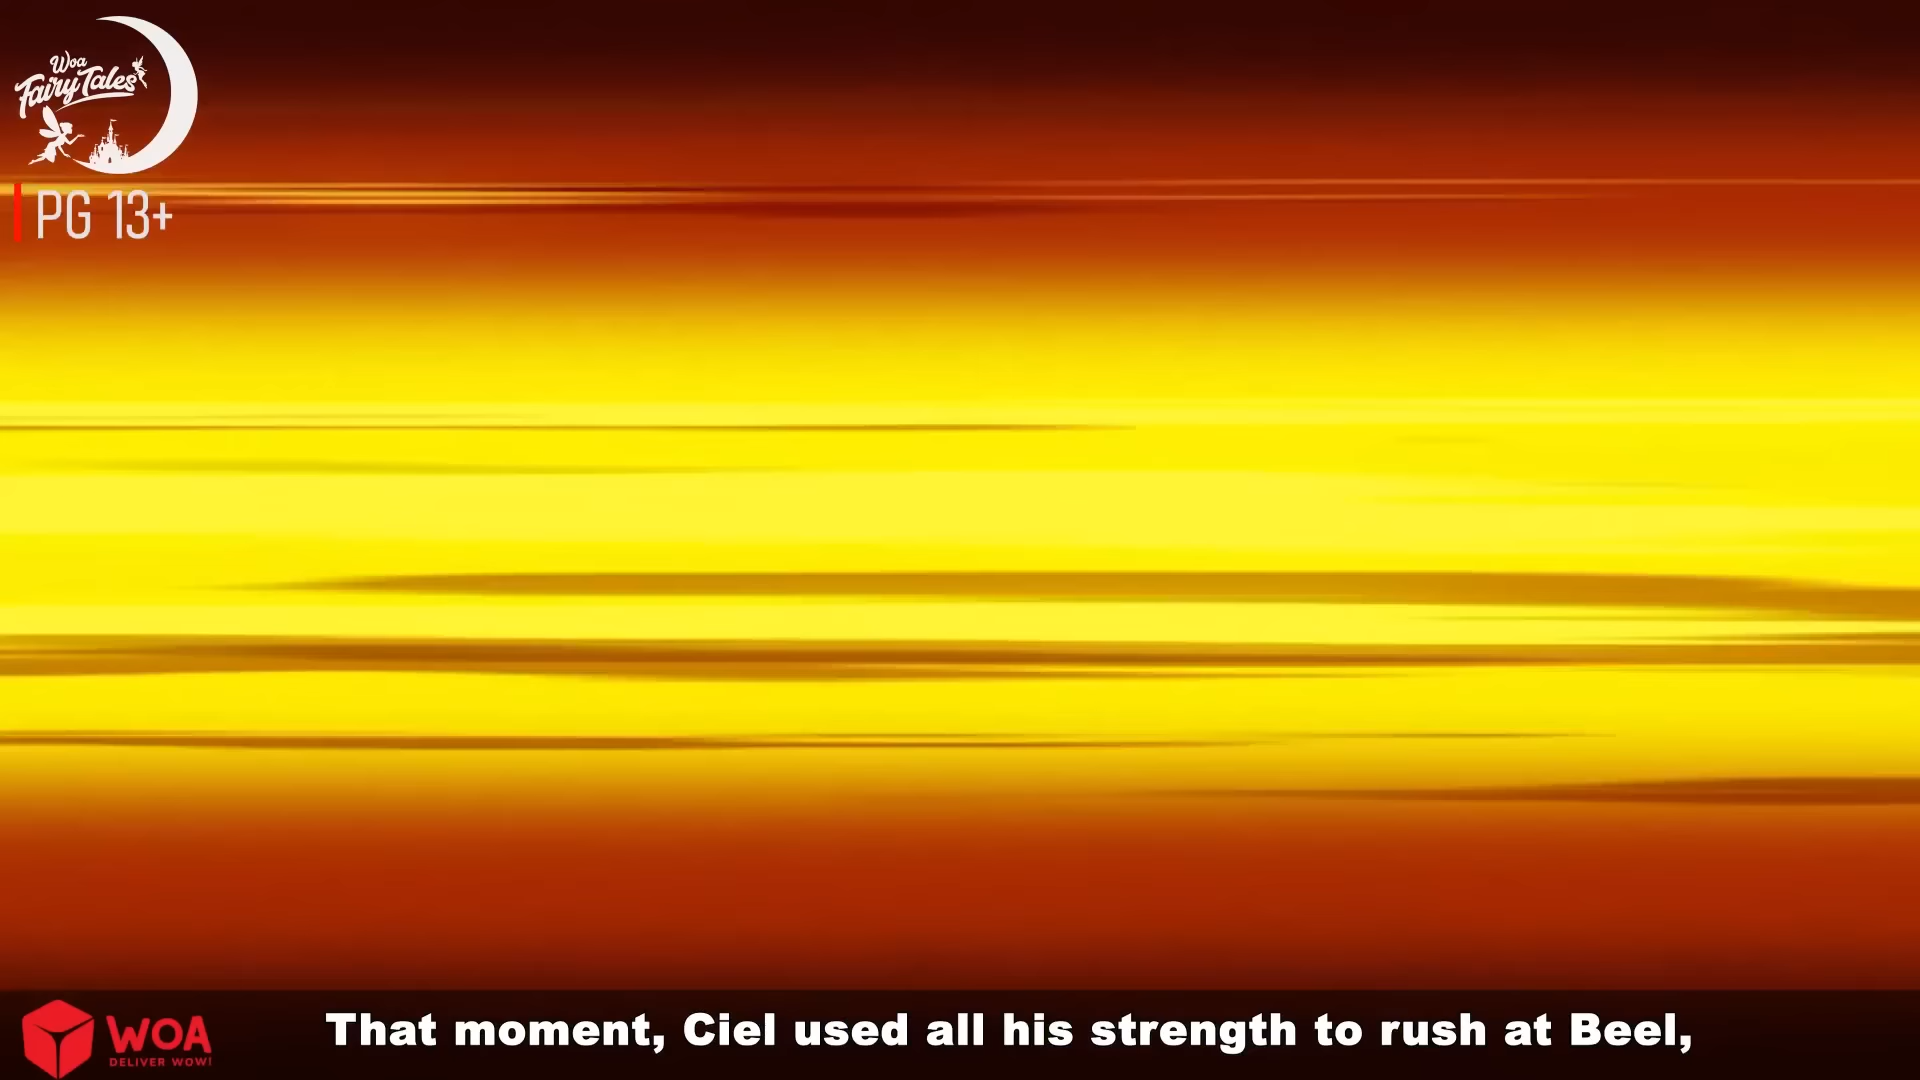 Woa
Fairy Tales
PG 13+
WOA
DELIVER WOW!
That moment, Ciel used all his strength to rush at Beel,